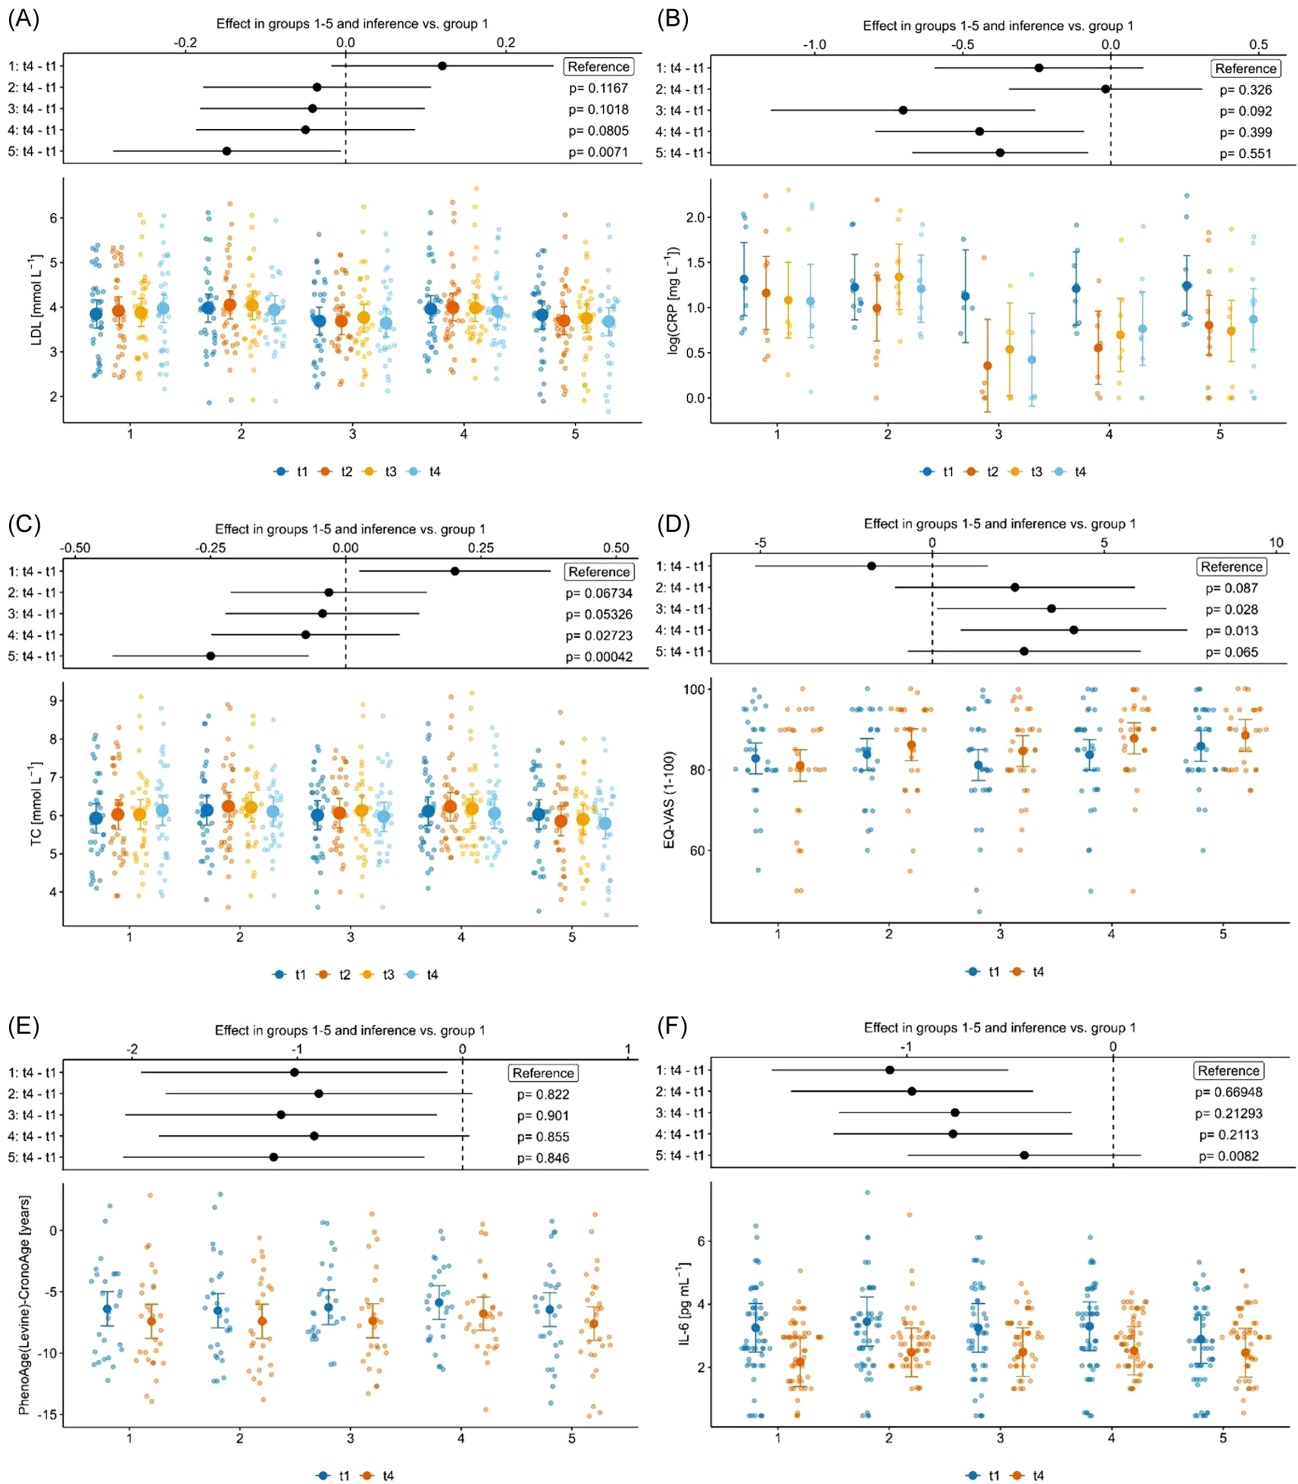 (A)
Effect in groups 1-5 and inference vs. group 1
-0.2 0.0 0.2
1: t4 - t1 Reference
2: t4 - t1 p= 0.1167
3: t4 - t1 p= 0.1018
4: t4 - t1 p= 0.0805
5: t4 - t1 p= 0.0071
LDL [mmol L⁻¹]
6
5
4
3
2
1 2 3 4 5
t1 t2 t3 t4
(B)
Effect in groups 1-5 and inference vs. group 1
-1.0 -0.5 0.0 0.5
1: t4 - t1 Reference
2: t4 - t1 p= 0.326
3: t4 - t1 p= 0.092
4: t4 - t1 p= 0.399
5: t4 - t1 p= 0.551
log(CRP [mg L⁻¹])
2.0
1.5
1.0
0.5
0.0
1 2 3 4 5
t1 t2 t3 t4
(C)
Effect in groups 1-5 and inference vs. group 1
-0.50 -0.25 0.00 0.25 0.50
1: t4 - t1 Reference
2: t4 - t1 p= 0.06734
3: t4 - t1 p= 0.05326
4: t4 - t1 p= 0.02723
5: t4 - t1 p= 0.00042
TC [mmol L⁻¹]
9
8
7
6
5
4
1 2 3 4 5
t1 t2 t3 t4
(D)
Effect in groups 1-5 and inference vs. group 1
-5 0 5 10
1: t4 - t1 Reference
2: t4 - t1 p= 0.087
3: t4 - t1 p= 0.028
4: t4 - t1 p= 0.013
5: t4 - t1 p= 0.065
EQ-VAS (1-100)
100
80
60
1 2 3 4 5
t1 t4
(E)
Effect in groups 1-5 and inference vs. group 1
-2 -1 0 1
1: t4 - t1 Reference
2: t4 - t1 p= 0.822
3: t4 - t1 p= 0.901
4: t4 - t1 p= 0.855
5: t4 - t1 p= 0.846
PhenoAge(Levine)-CronoAge [years]
0
-5
-10
-15
1 2 3 4 5
t1 t4
(F)
Effect in groups 1-5 and inference vs. group 1
-1 0
1: t4 - t1 Reference
2: t4 - t1 p= 0.66948
3: t4 - t1 p= 0.21293
4: t4 - t1 p= 0.2113
5: t4 - t1 p= 0.0082
IL-6 [pg mL⁻¹]
6
4
2
1 2 3 4 5
t1 t4